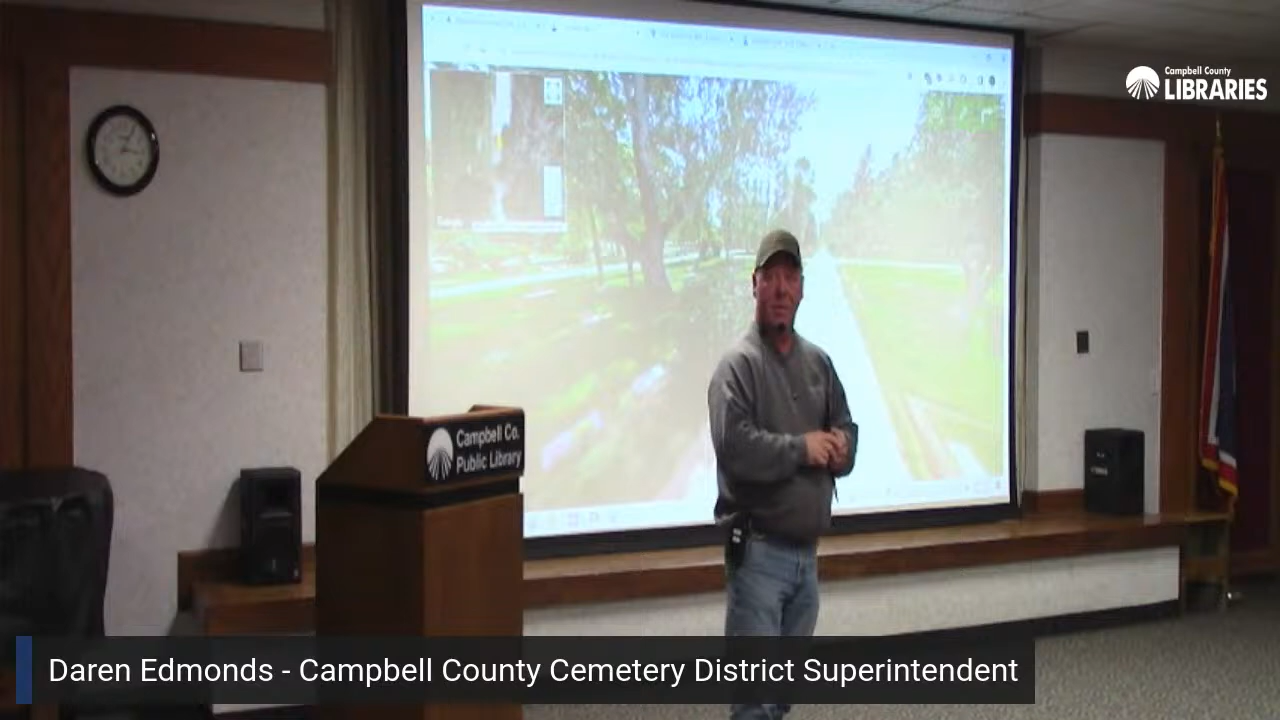 Campbell County
LIBRARIES
Campbell Co.
Public Library
Daren Edmonds - Campbell County Cemetery District Superintendent